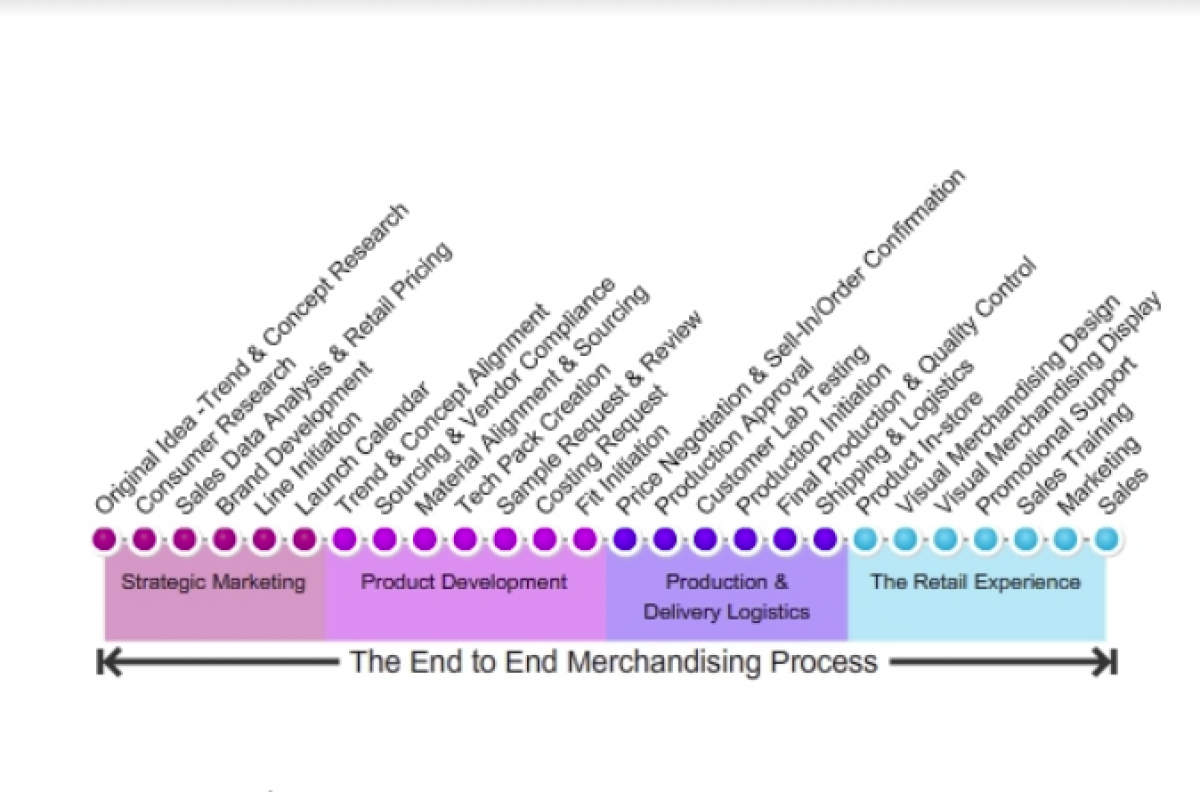 Original Idea -Trend & Concept Research
Consumer Research
Sales Data Analysis & Retail Pricing
Brand Development
Line Initiation
Launch Calendar
Trend & Concept Alignment
Sourcing & Vendor Compliance
Material Alignment & Sourcing
Tech Pack Creation
Sample Request & Review
Costing Request
Fit Initiation
Price Negotiation & Sell-In/Order Confirmation
Production Approval
Customer Lab Testing
Production Initiation
Final Production & Quality Control
Shipping & Logistics
Product In-store
Visual Merchandising Design
Visual Merchandising Display
Promotional Support
Sales Training
Marketing
Sales
Strategic Marketing
Product Development
Production &
Delivery Logistics
The Retail Experience
The End to End Merchandising Process